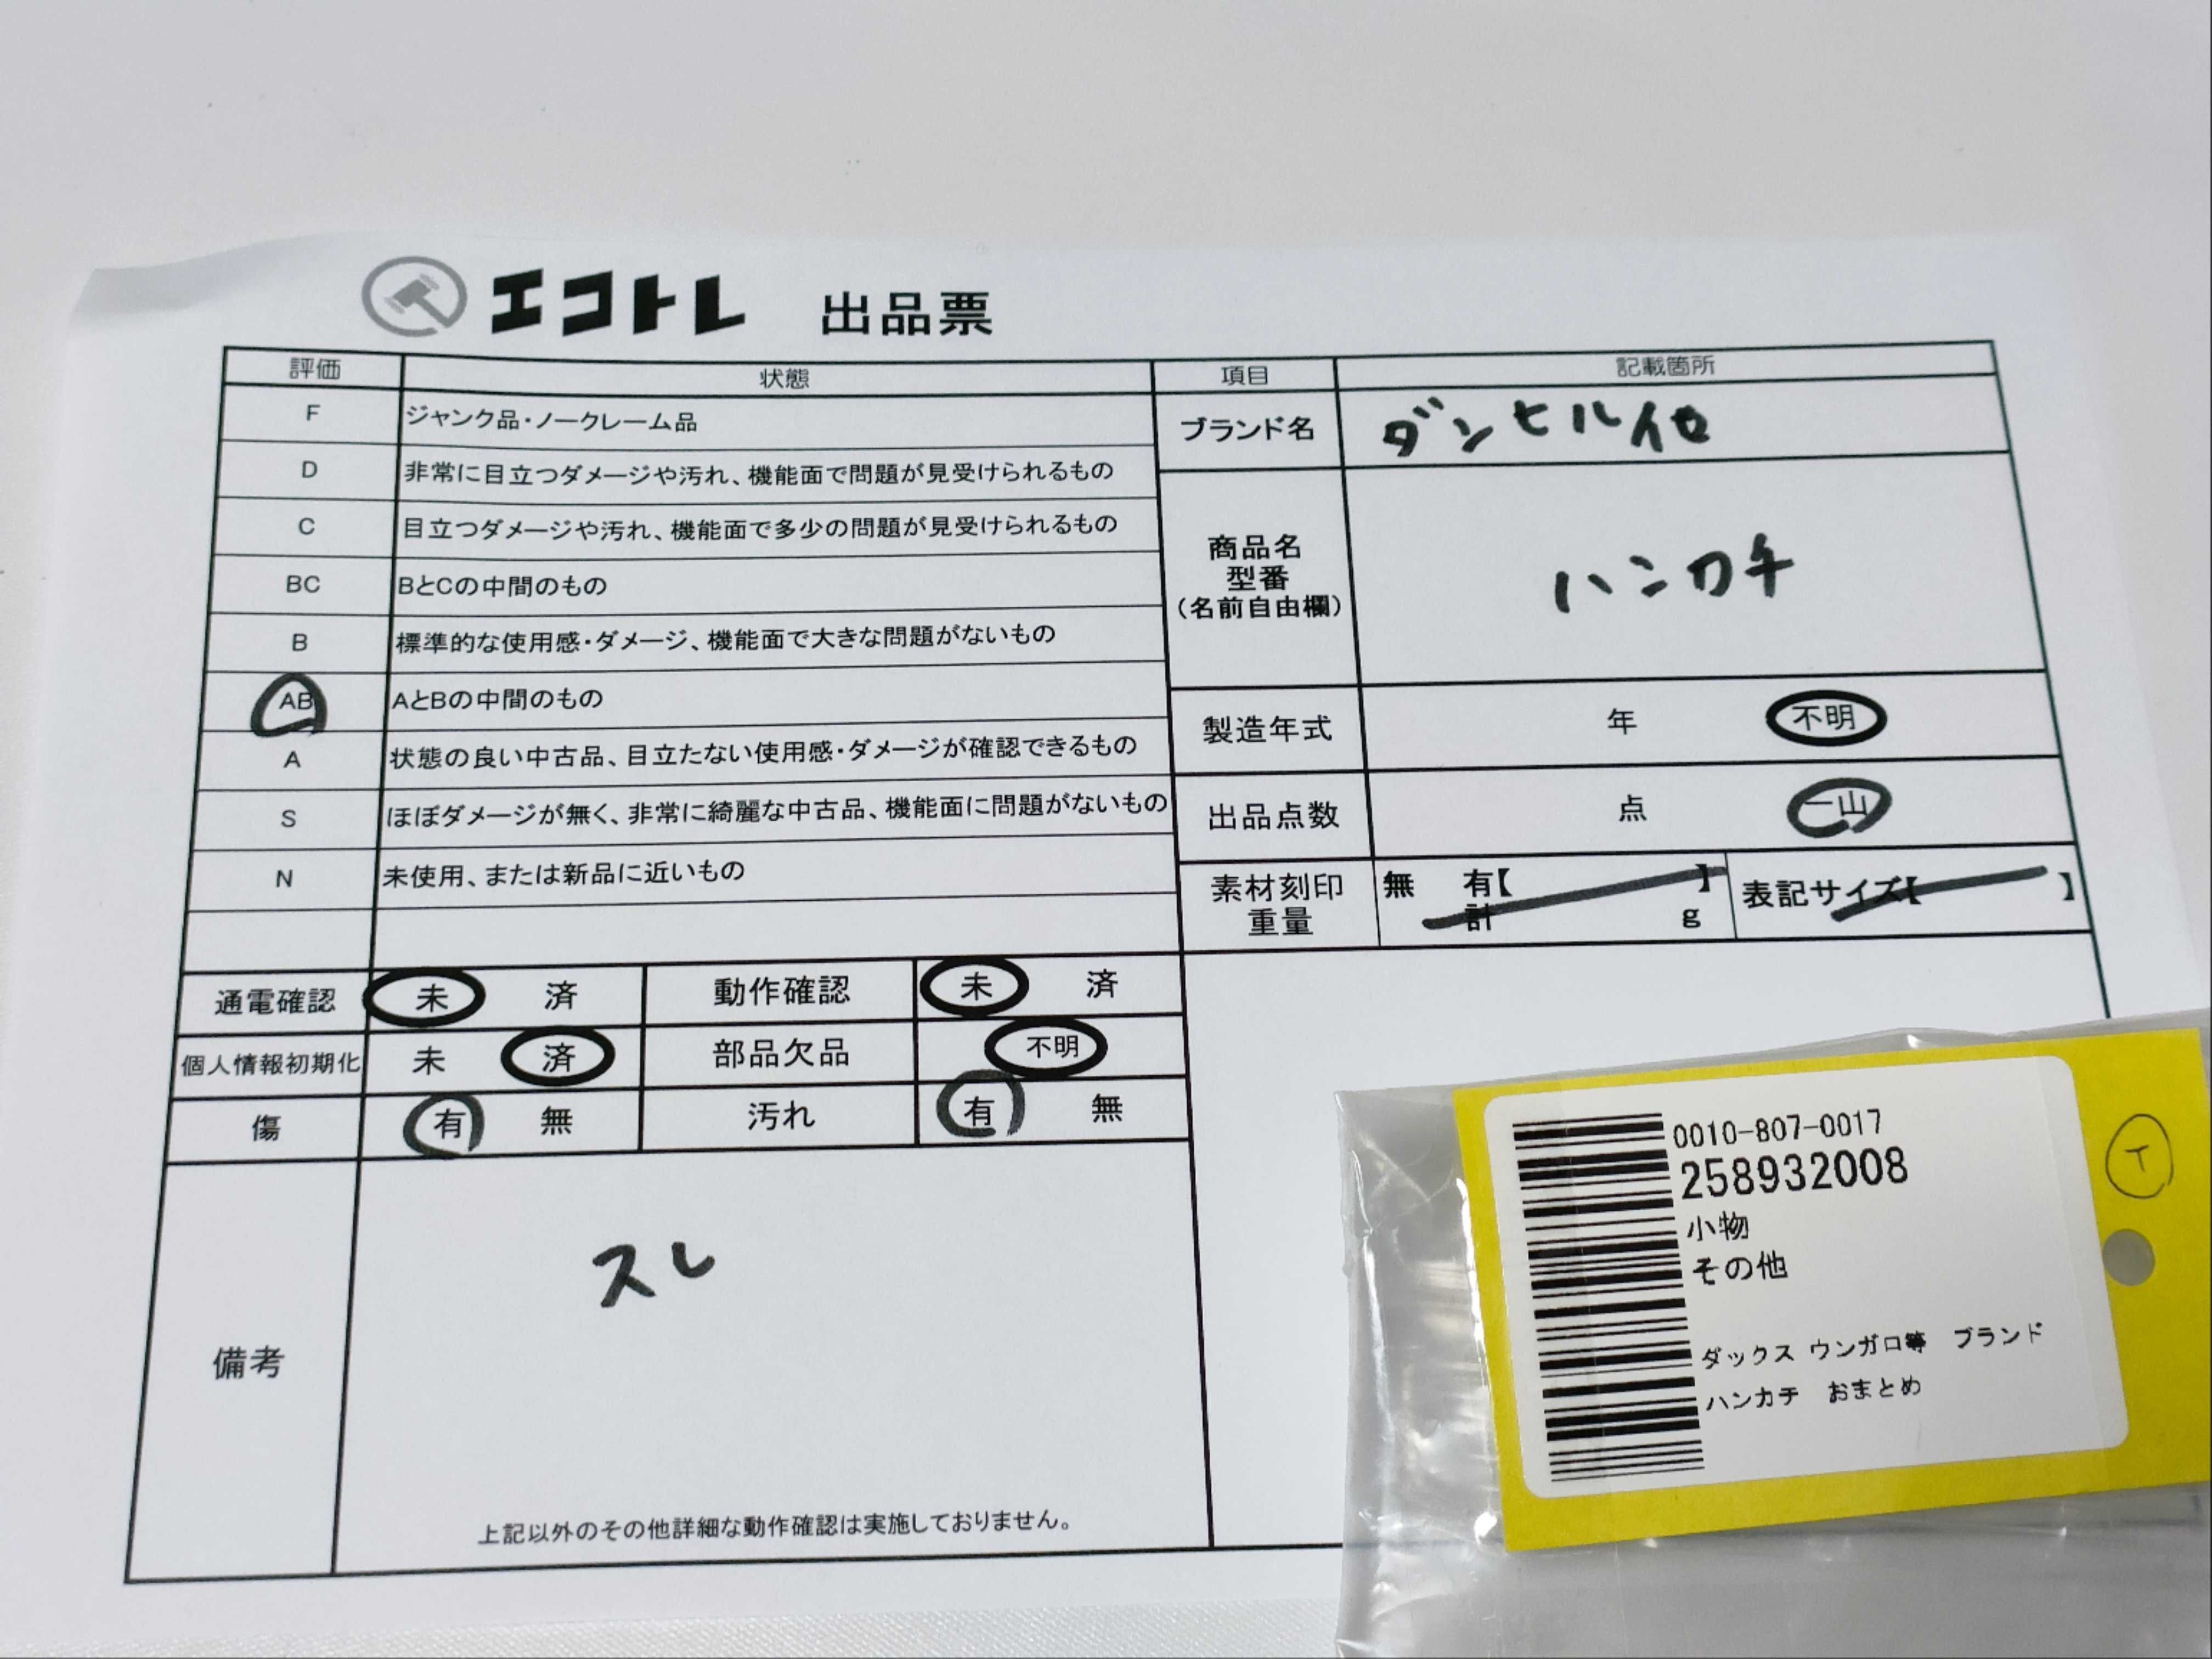 エコトレ 出品票
評価 状態 項目 記載箇所
F ジャンク品・ノークレーム品
D 非常に目立つダメージや汚れ、機能面で問題が見受けられるもの
C 目立つダメージや汚れ、機能面で多少の問題が見受けられるもの
BC BとCの中間のもの
B 標準的な使用感・ダメージ、機能面で大きな問題がないもの
AB AとBの中間のもの
A 状態の良い中古品、目立たない使用感・ダメージが確認できるもの
S ほぼダメージが無く、非常に綺麗な中古品、機能面に問題がないもの
N 未使用、または新品に近いもの
ブランド名 ダンヒル他
商品名
型番
(名前自由欄)
ハンカチ
製造年式 年 不明
出品点数 点 一山
素材刻印 無 有【 】 表記サイズ【 】
重量 計 g
通電確認 未 済 動作確認 未 済
個人情報初期化 未 済 部品欠品 不明
傷 有 無 汚れ 有 無
備考
スレ
上記以外のその他詳細な動作確認は実施しておりません。
0010-807-0017
258932008
小物
その他
ダックス ウンガロ等 ブランド
ハンカチ おまとめ
T